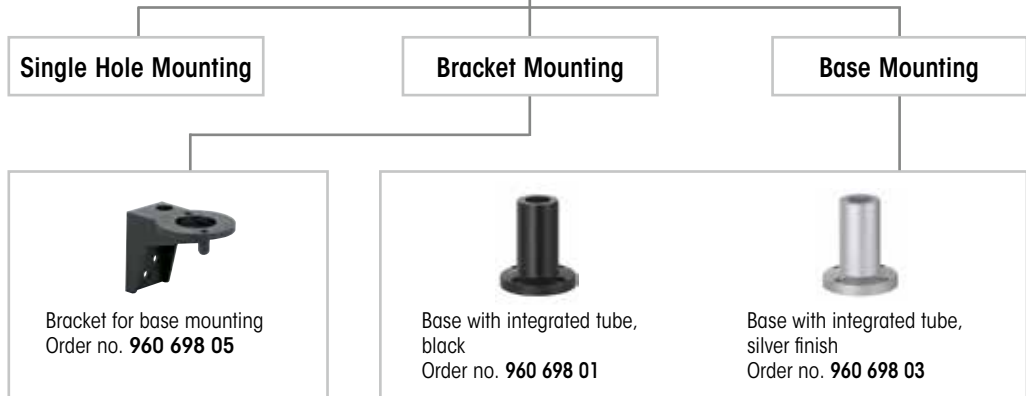 Single Hole Mounting
Bracket Mounting
Base Mounting
Bracket for base mounting
Order no. 960 698 05
Base with integrated tube,
black
Order no. 960 698 01
Base with integrated tube,
silver finish
Order no. 960 698 03